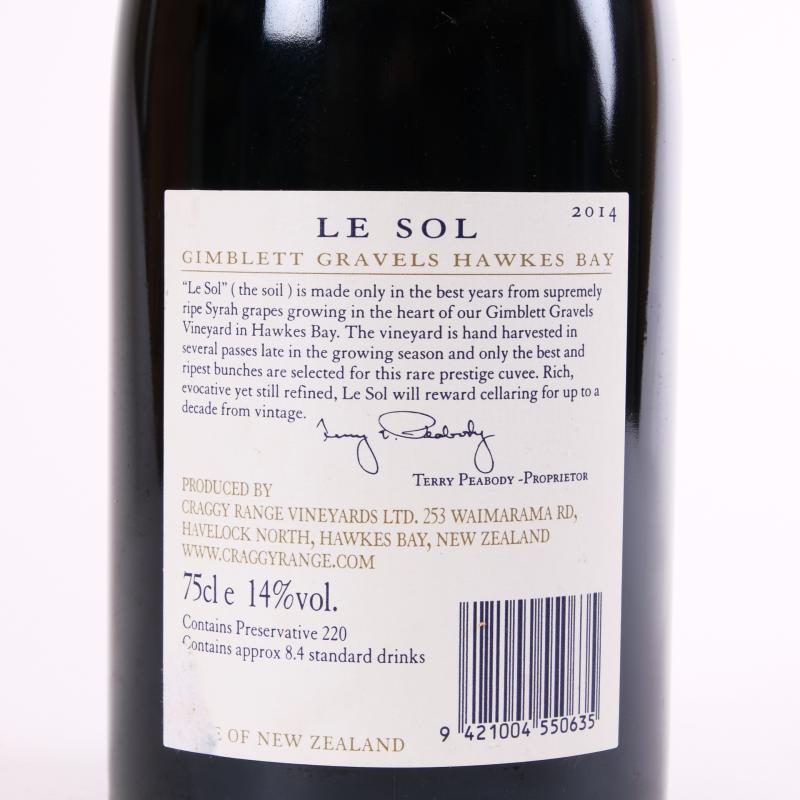 2014
LE SOL
GIMBLETT GRAVELS HAWKES BAY
"Le Sol" ( the soil ) is made only in the best years from supremely
ripe Syrah grapes growing in the heart of our Gimblett Gravels
Vineyard in Hawkes Bay. The vineyard is hand harvested in
several passes late in the growing season and only the best and
ripest bunches are selected for this rare prestige cuvee. Rich,
evocative yet still refined, Le Sol will reward cellaring for up to a
decade from vintage.
Terry E. Peabody
TERRY PEABODY -PROPRIETOR
PRODUCED BY
CRAGGY RANGE VINEYARDS LTD. 253 WAIMARAMA RD,
HAVELOCK NORTH, HAWKES BAY, NEW ZEALAND
WWW.CRAGGYRANGE.COM
75cl e 14%vol.
Contains Preservative 220
Contains approx 8.4 standard drinks
OF NEW ZEALAND
9 421004 550635